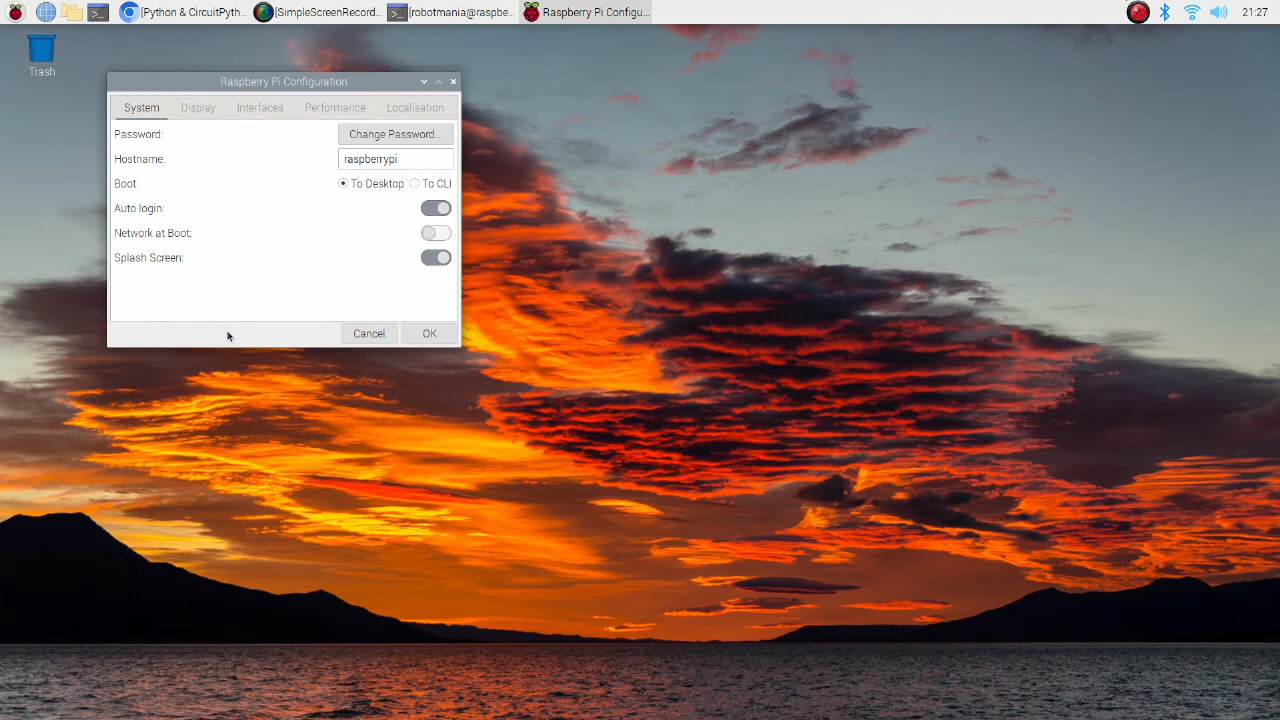 [Python & CircuitPyth... [SimpleScreenRecord... [robotmania@raspbe... Raspberry Pi Configu... 21:27
Trash
Raspberry Pi Configuration
System Display Interfaces Performance Localisation
Password: Change Password...
Hostname: raspberrypi
Boot: To Desktop To CLI
Auto login:
Network at Boot:
Splash Screen:
Cancel OK